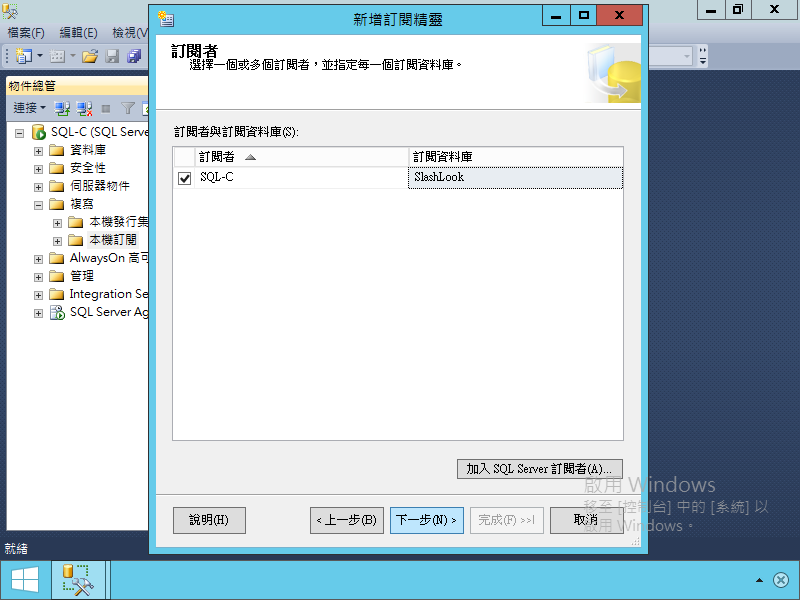 新增訂閱精靈
檔案(F) 編輯(E) 檢視(V
物件總管
連接
SQL-C (SQL Serve
資料庫
安全性
伺服器物件
複寫
本機發行集
本機訂閱
AlwaysOn 高可
管理
Integration Se
SQL Server Ag
訂閱者
選擇一個或多個訂閱者，並指定每一個訂閱資料庫。
訂閱者與訂閱資料庫(S):
訂閱者 訂閱資料庫
SQL-C SlashLook
加入 SQL Server 訂閱者(A)...
啟用 Windows
移至 [控制台] 中的 [系統] 以
啟用 Windows。
說明(H) < 上一步(B) 下一步(N) > 完成(F) >>| 取消
就緒